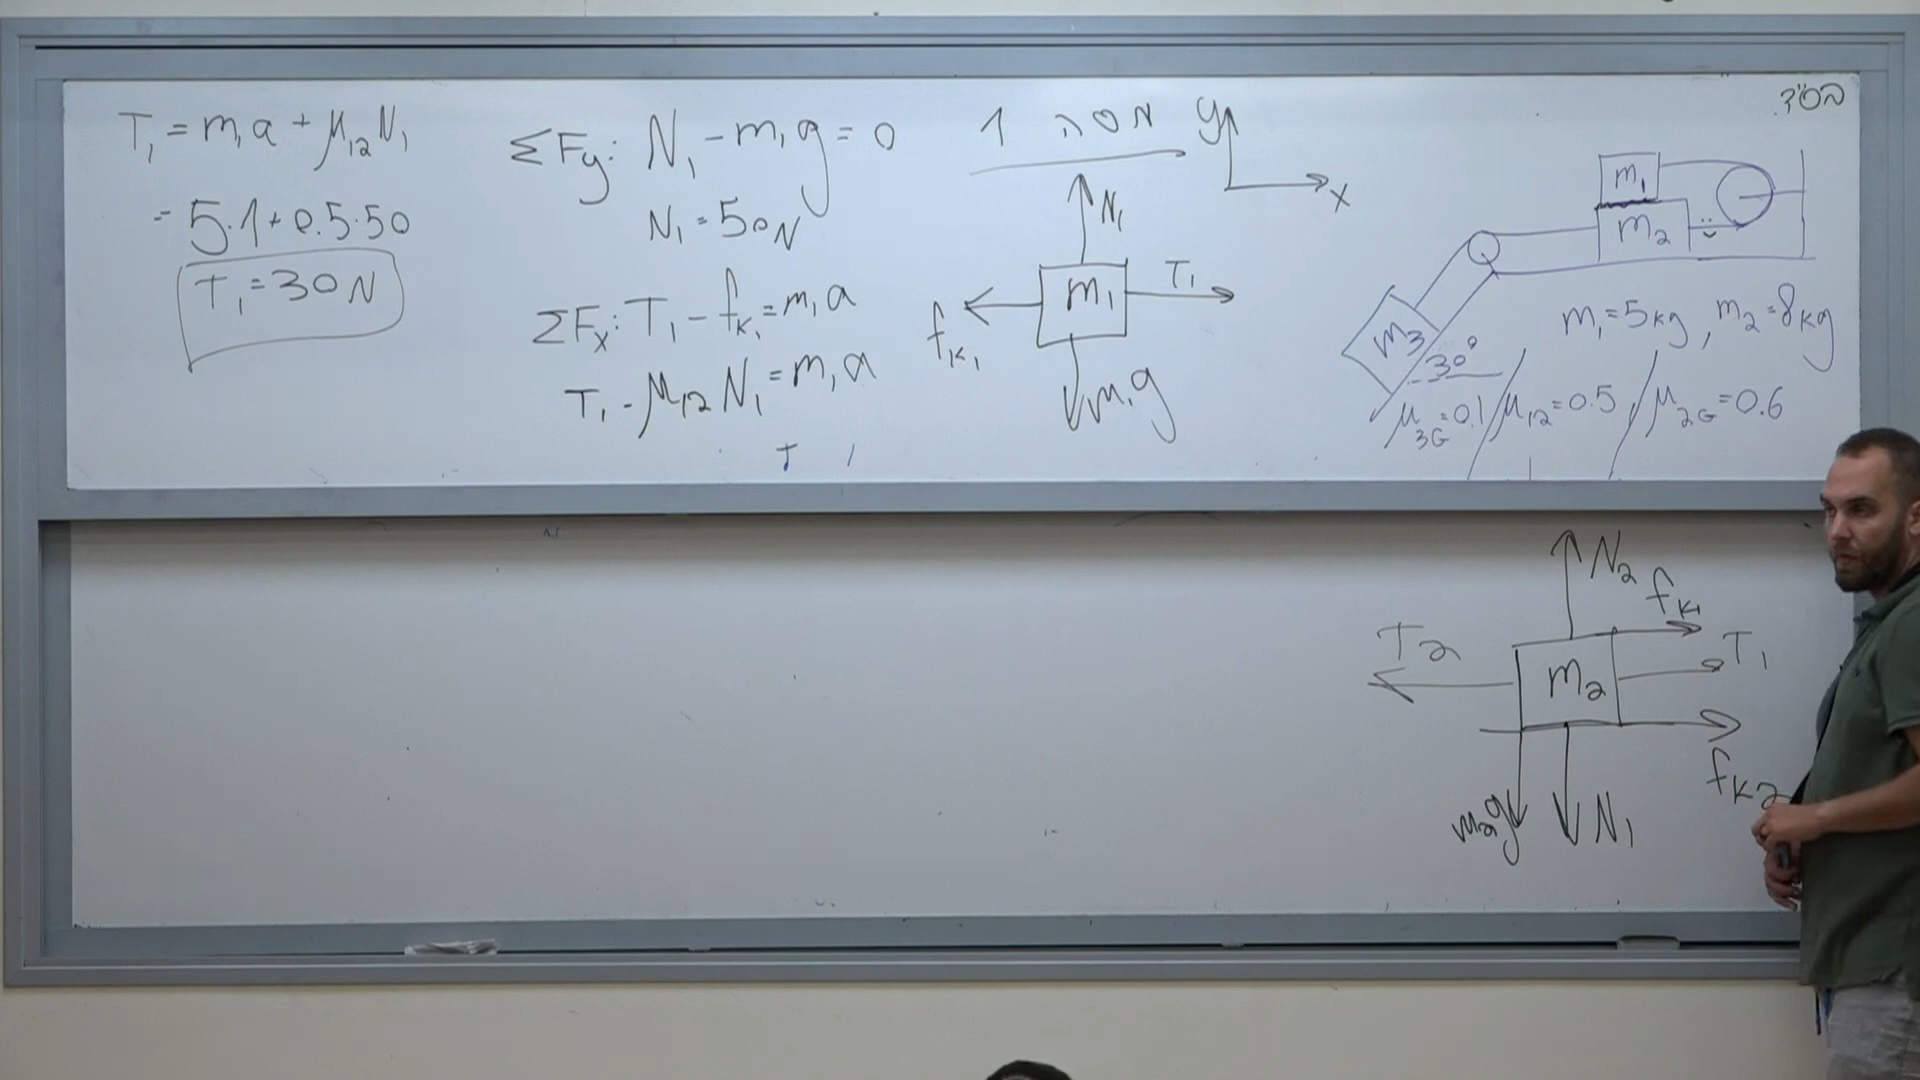 בס"ד
m₁
m₂
m₃
30°
m₁=5kg, m₂=8kg
μ₃G=0.1 / μ₁₂=0.5 / μ₂G=0.6
מסה 1
y
x
N₁
m₁
T₁
fₖ₁
m₁g
ΣFy: N₁-m₁g=0
N₁=50N
ΣFx: T₁-fₖ₁=m₁a
T₁-μ₁₂N₁=m₁a
T₁=m₁a+μ₁₂N₁
=5·1+0.5·50
T₁=30N
N₂
fₖ₁
T₂
m₂
T₁
fₖ₂
m₂g
N₁